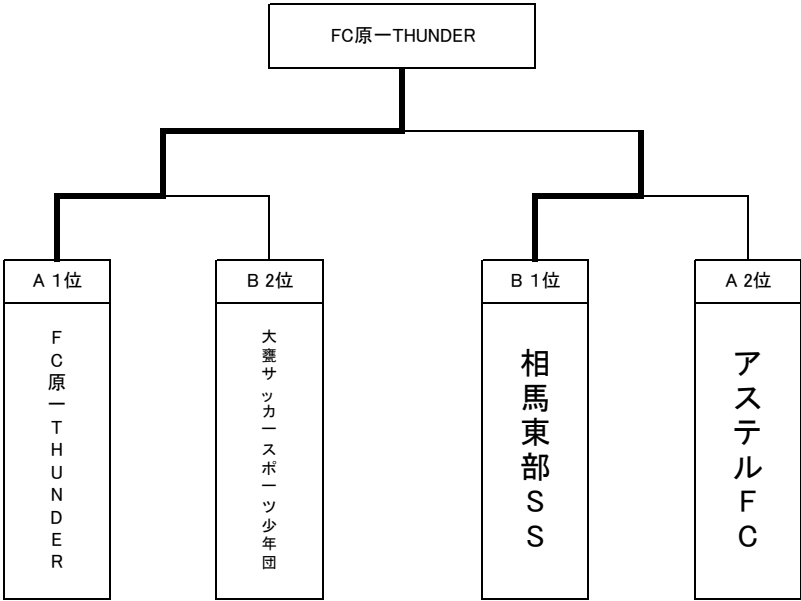 FC原一THUNDER
A 1位
B 2位
B 1位
A 2位
FC原一THUNDER
大甕サッカースポーツ少年団
相馬東部SS
アステルFC